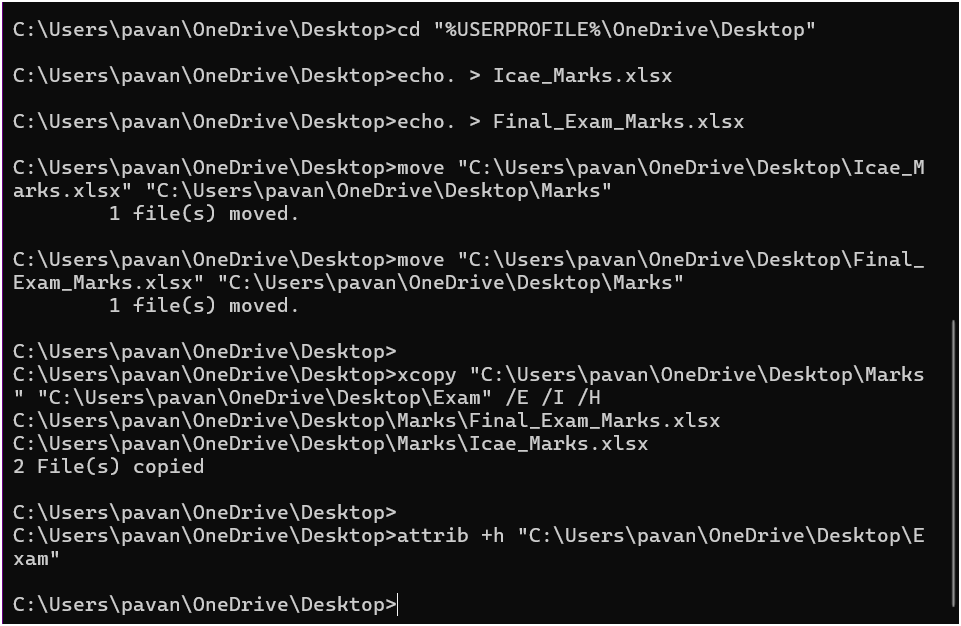 C:\Users\pavan\OneDrive\Desktop>cd "%USERPROFILE%\OneDrive\Desktop"
C:\Users\pavan\OneDrive\Desktop>echo. > Icae_Marks.xlsx
C:\Users\pavan\OneDrive\Desktop>echo. > Final_Exam_Marks.xlsx
C:\Users\pavan\OneDrive\Desktop>move "C:\Users\pavan\OneDrive\Desktop\Icae_M
arks.xlsx" "C:\Users\pavan\OneDrive\Desktop\Marks"
        1 file(s) moved.
C:\Users\pavan\OneDrive\Desktop>move "C:\Users\pavan\OneDrive\Desktop\Final_
Exam_Marks.xlsx" "C:\Users\pavan\OneDrive\Desktop\Marks"
        1 file(s) moved.
C:\Users\pavan\OneDrive\Desktop>
C:\Users\pavan\OneDrive\Desktop>xcopy "C:\Users\pavan\OneDrive\Desktop\Marks
" "C:\Users\pavan\OneDrive\Desktop\Exam" /E /I /H
C:\Users\pavan\OneDrive\Desktop\Marks\Final_Exam_Marks.xlsx
C:\Users\pavan\OneDrive\Desktop\Marks\Icae_Marks.xlsx
2 File(s) copied
C:\Users\pavan\OneDrive\Desktop>
C:\Users\pavan\OneDrive\Desktop>attrib +h "C:\Users\pavan\OneDrive\Desktop\E
xam"
C:\Users\pavan\OneDrive\Desktop>